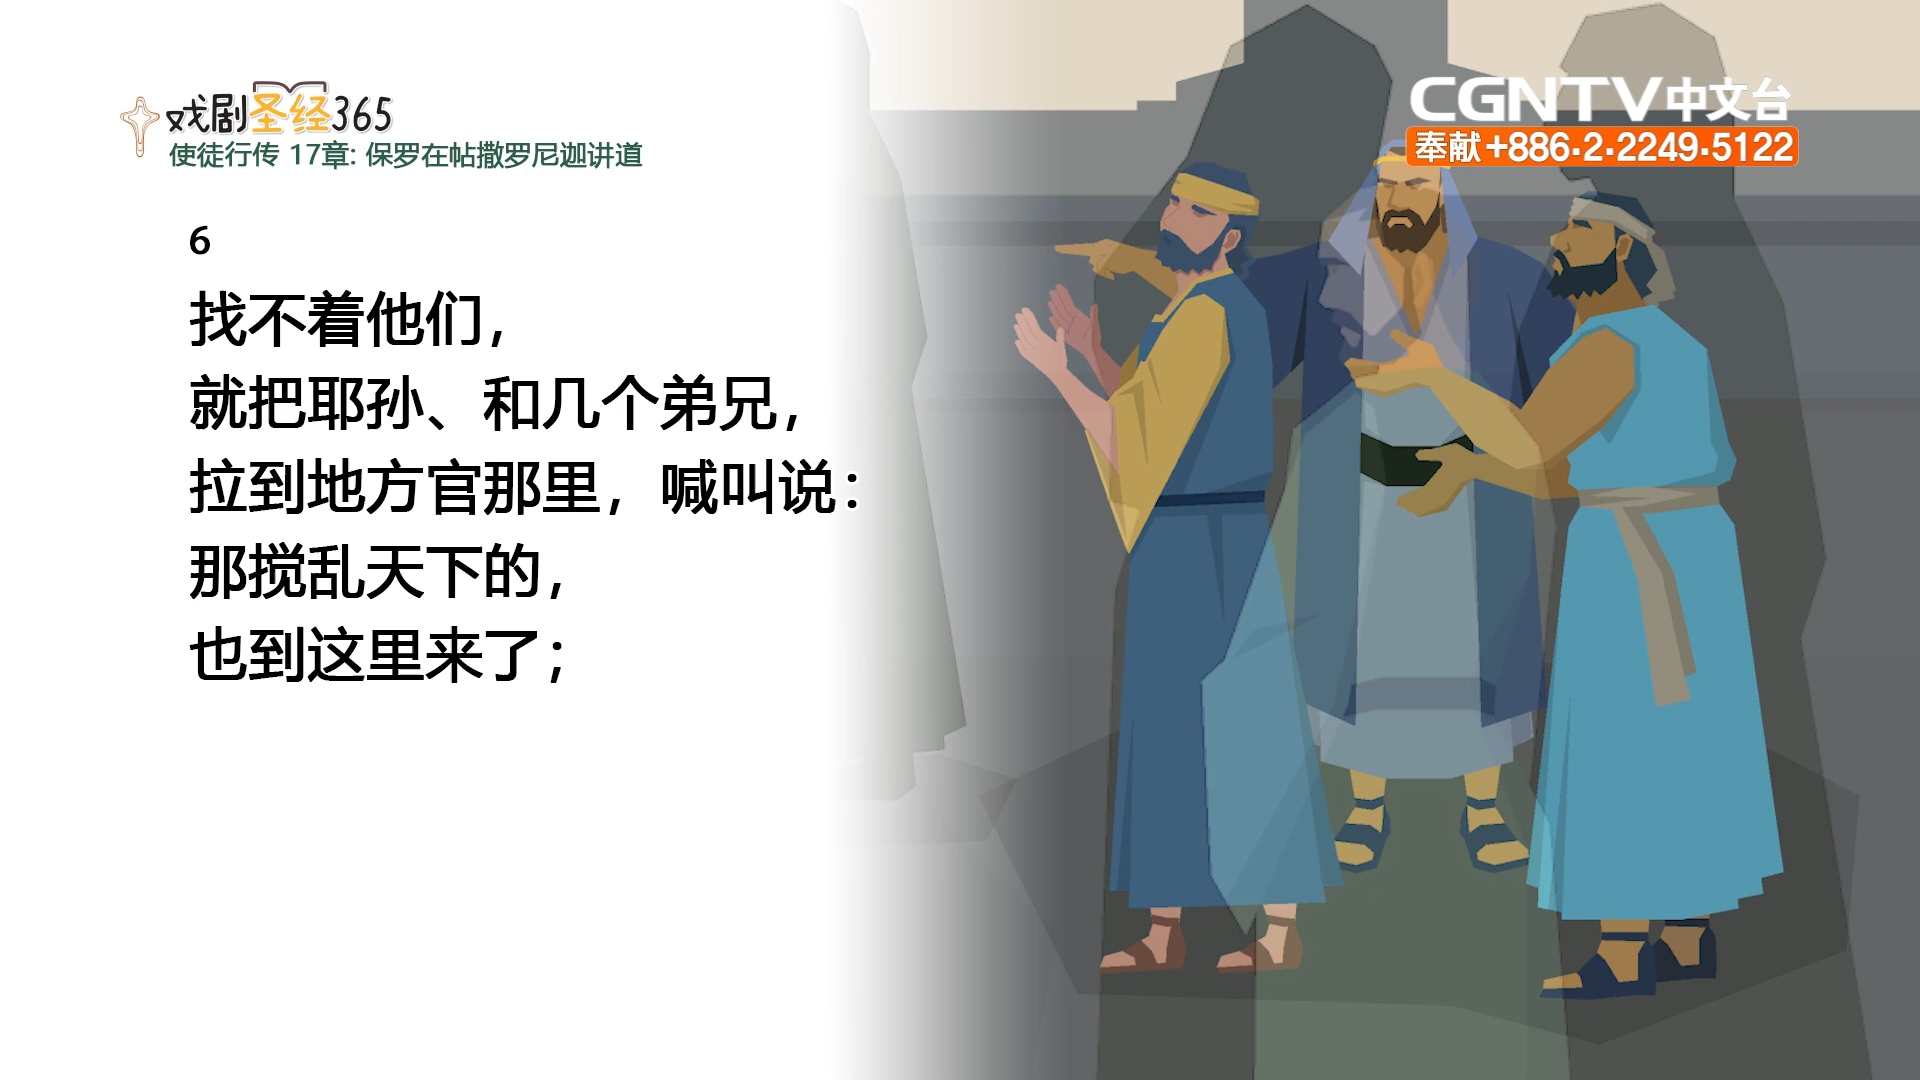 戏剧圣经365
使徒行传 17章: 保罗在帖撒罗尼迦讲道
CGNTV中文台
奉献+886·2·2249·5122
6
找不着他们，
就把耶孙、和几个弟兄，
拉到地方官那里，喊叫说：
那搅乱天下的，
也到这里来了；